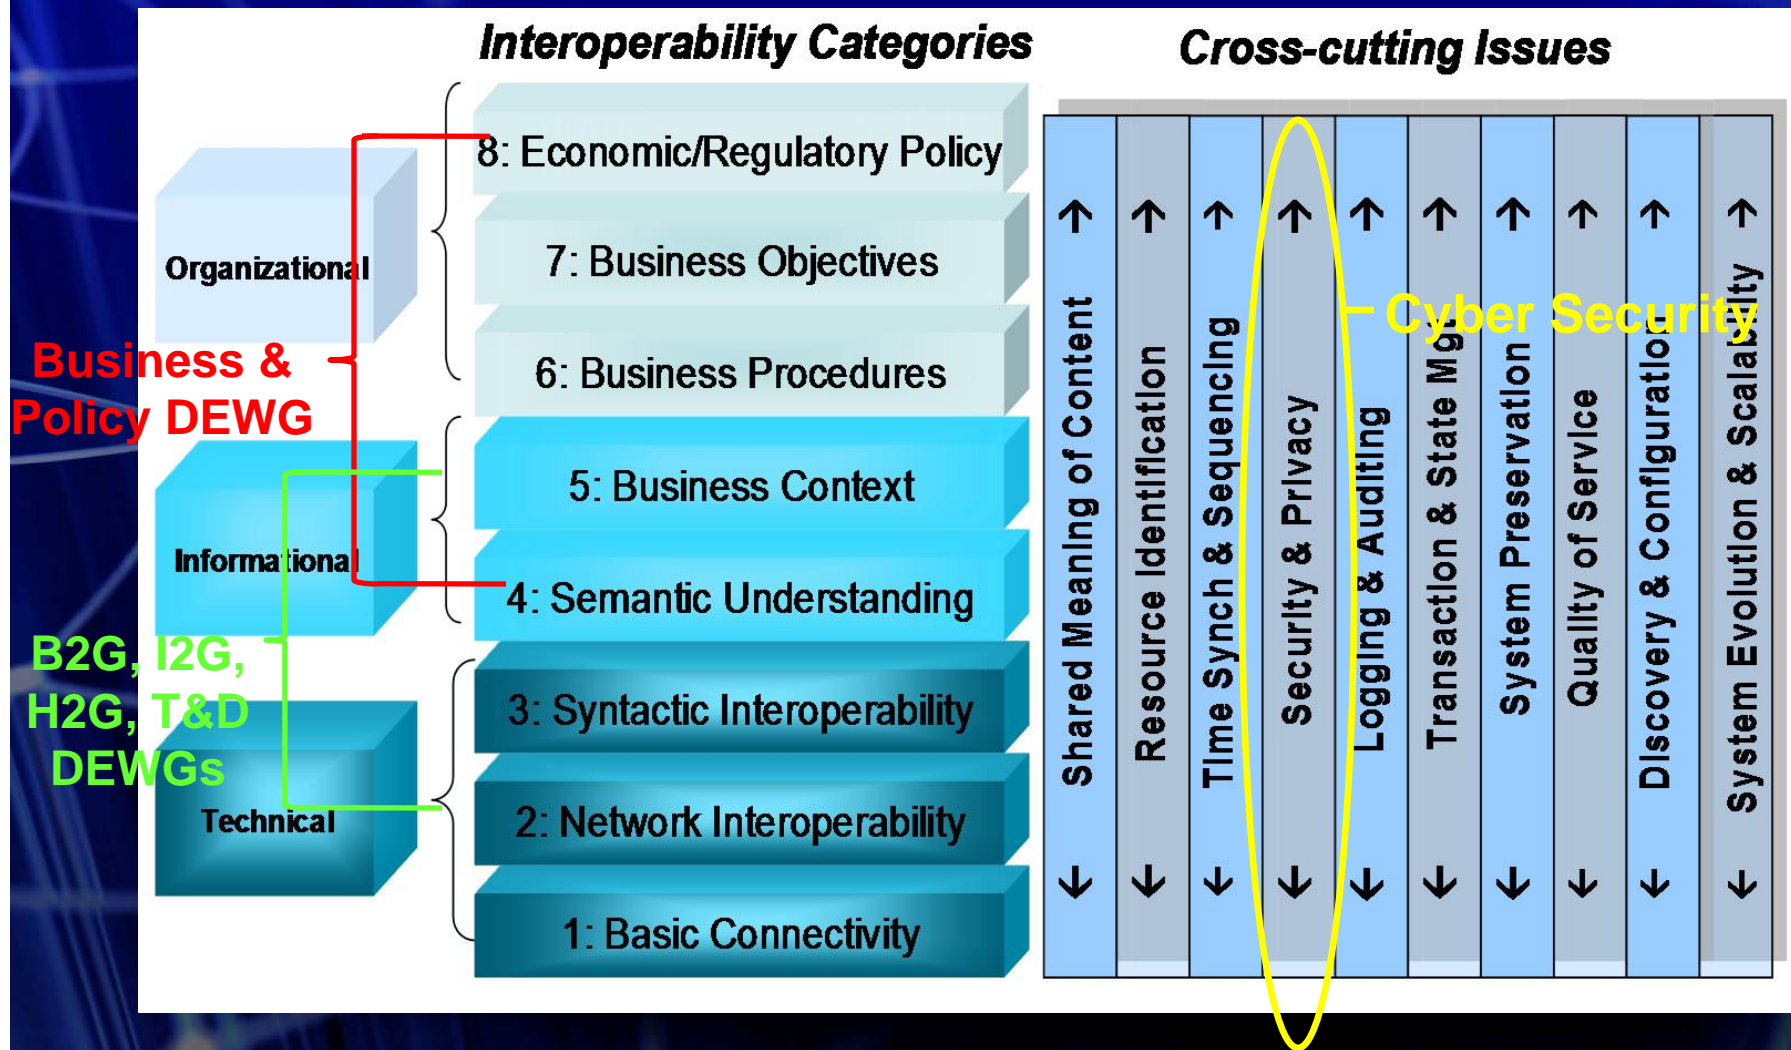 Interoperability Categories
Cross-cutting Issues
Organizational
8: Economic/Regulatory Policy
7: Business Objectives
6: Business Procedures
Business &
Policy DEWG
Informational
5: Business Context
4: Semantic Understanding
B2G, I2G,
H2G, T&D
DEWGs
Technical
3: Syntactic Interoperability
2: Network Interoperability
1: Basic Connectivity
Shared Meaning of Content
Resource Identification
Time Synch & Sequencing
Security & Privacy
Logging & Auditing
Transaction & State Mgt
System Preservation
Quality of Service
Discovery & Configuration
System Evolution & Scalability
Cyber Security